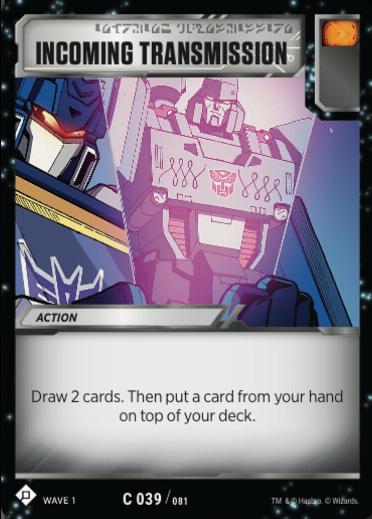 INCOMING TRANSMISSION
ACTION
Draw 2 cards. Then put a card from your hand
on top of your deck.
WAVE 1
C 039 / 081
TM & © Hasbro. © Wizards.